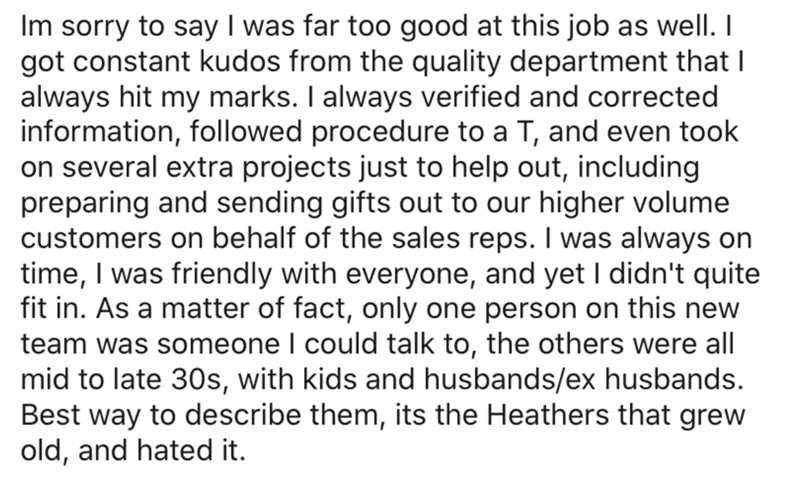 Im sorry to say I was far too good at this job as well. I
got constant kudos from the quality department that I
always hit my marks. I always verified and corrected
information, followed procedure to a T, and even took
on several extra projects just to help out, including
preparing and sending gifts out to our higher volume
customers on behalf of the sales reps. I was always on
time, I was friendly with everyone, and yet I didn't quite
fit in. As a matter of fact, only one person on this new
team was someone I could talk to, the others were all
mid to late 30s, with kids and husbands/ex husbands.
Best way to describe them, its the Heathers that grew
old, and hated it.